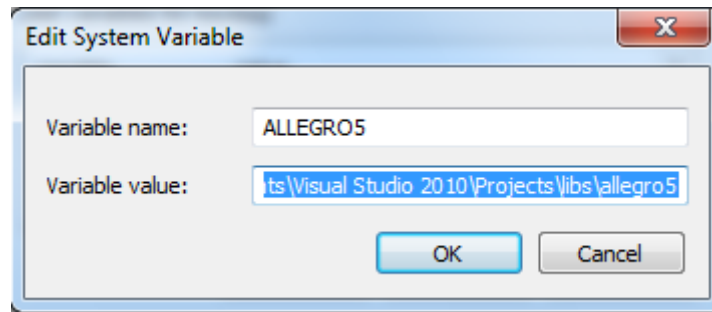 Edit System Variable
Variable name: ALLEGRO5
Variable value: ts\Visual Studio 2010\Projects\libs\allegro5
OK Cancel